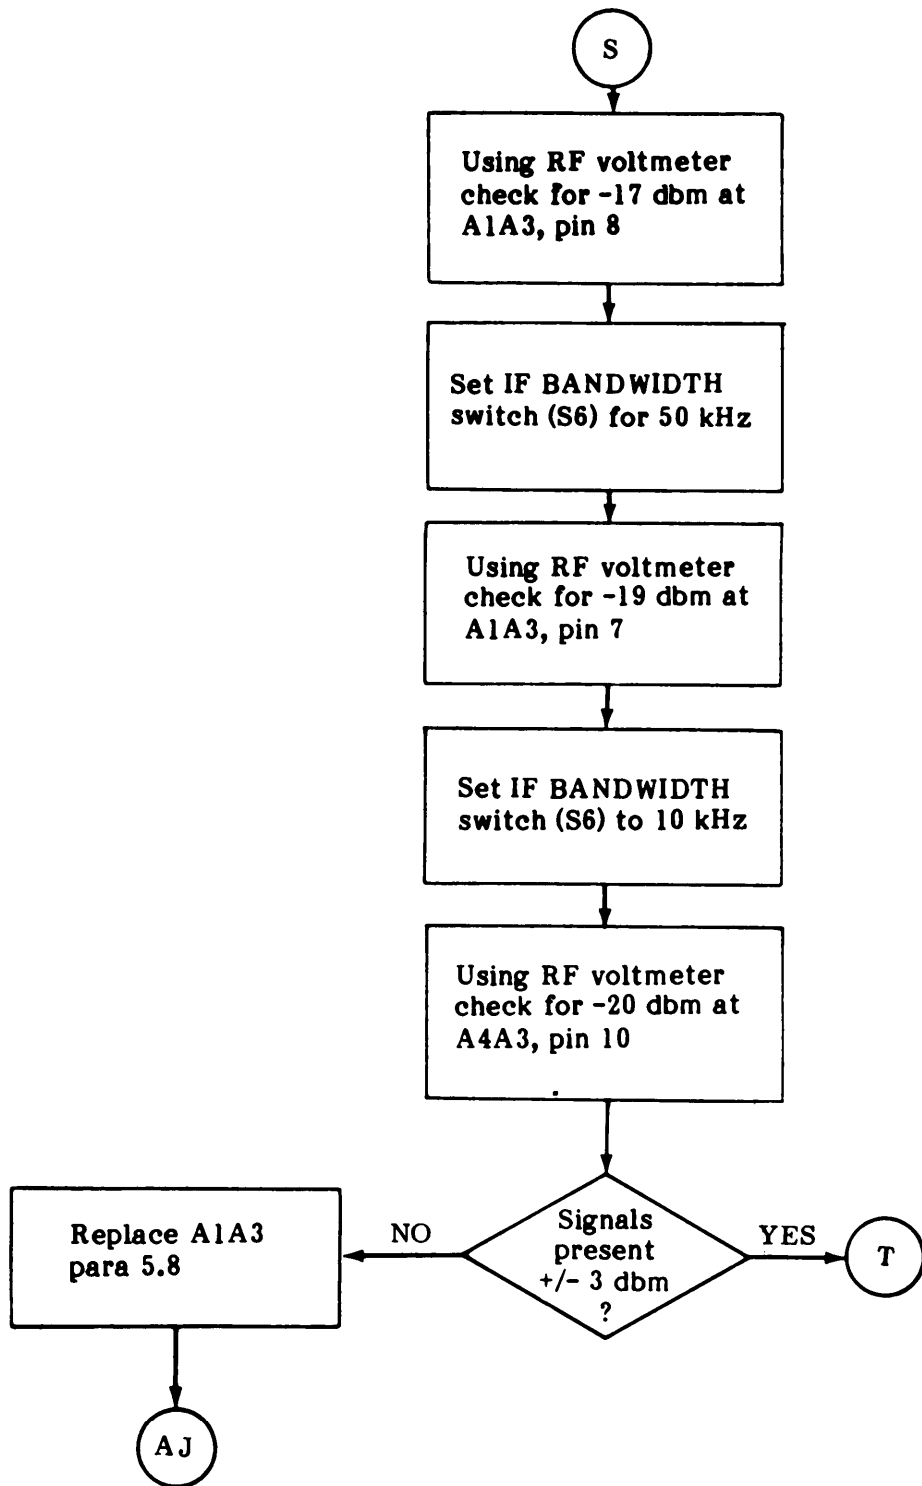 S
Using RF voltmeter
check for -17 dbm at
A1A3, pin 8
Set IF BANDWIDTH
switch (S6) for 50 kHz
Using RF voltmeter
check for -19 dbm at
A1A3, pin 7
Set IF BANDWIDTH
switch (S6) to 10 kHz
Using RF voltmeter
check for -20 dbm at
A4A3, pin 10
Signals
present
+/- 3 dbm
?
NO
YES
T
Replace A1A3
para 5.8
AJ